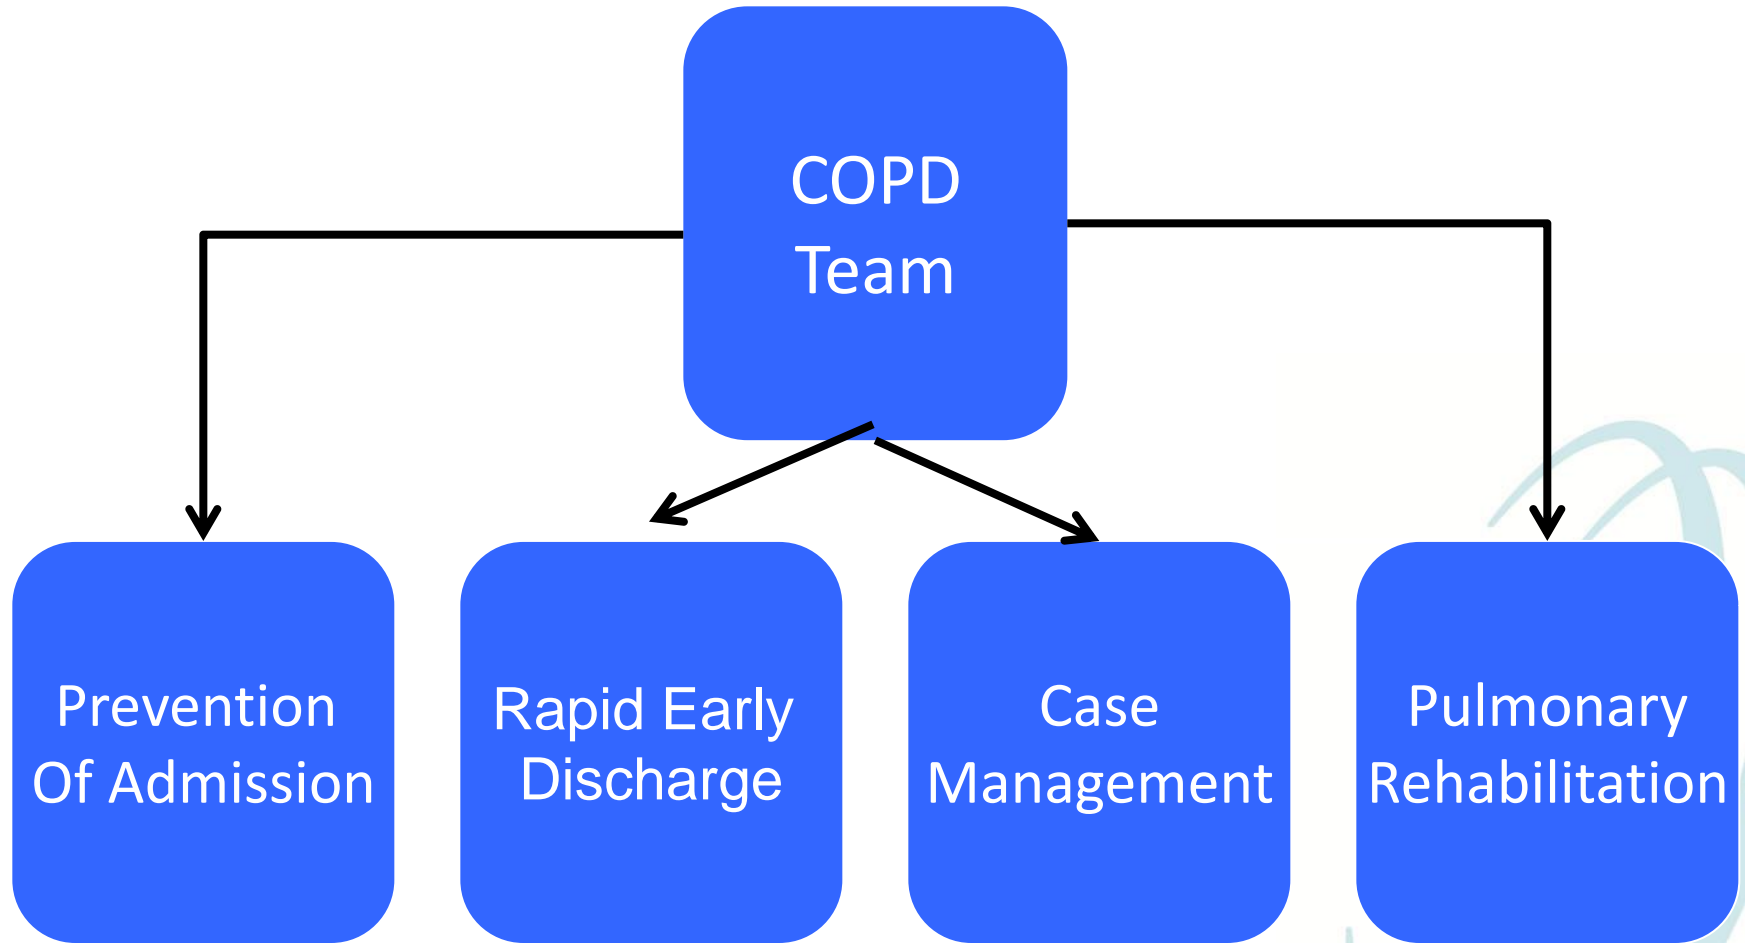 COPD
Team
Prevention
Of Admission
Rapid Early
Discharge
Case
Management
Pulmonary
Rehabilitation